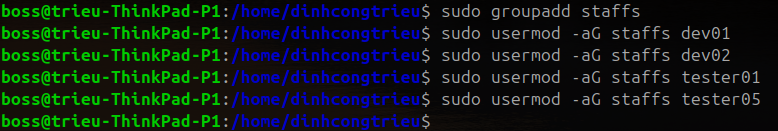 boss@trieu-ThinkPad-P1:/home/dinhcongtrieu$ sudo groupadd staffs
boss@trieu-ThinkPad-P1:/home/dinhcongtrieu$ sudo usermod -aG staffs dev01
boss@trieu-ThinkPad-P1:/home/dinhcongtrieu$ sudo usermod -aG staffs dev02
boss@trieu-ThinkPad-P1:/home/dinhcongtrieu$ sudo usermod -aG staffs tester01
boss@trieu-ThinkPad-P1:/home/dinhcongtrieu$ sudo usermod -aG staffs tester05
boss@trieu-ThinkPad-P1:/home/dinhcongtrieu$